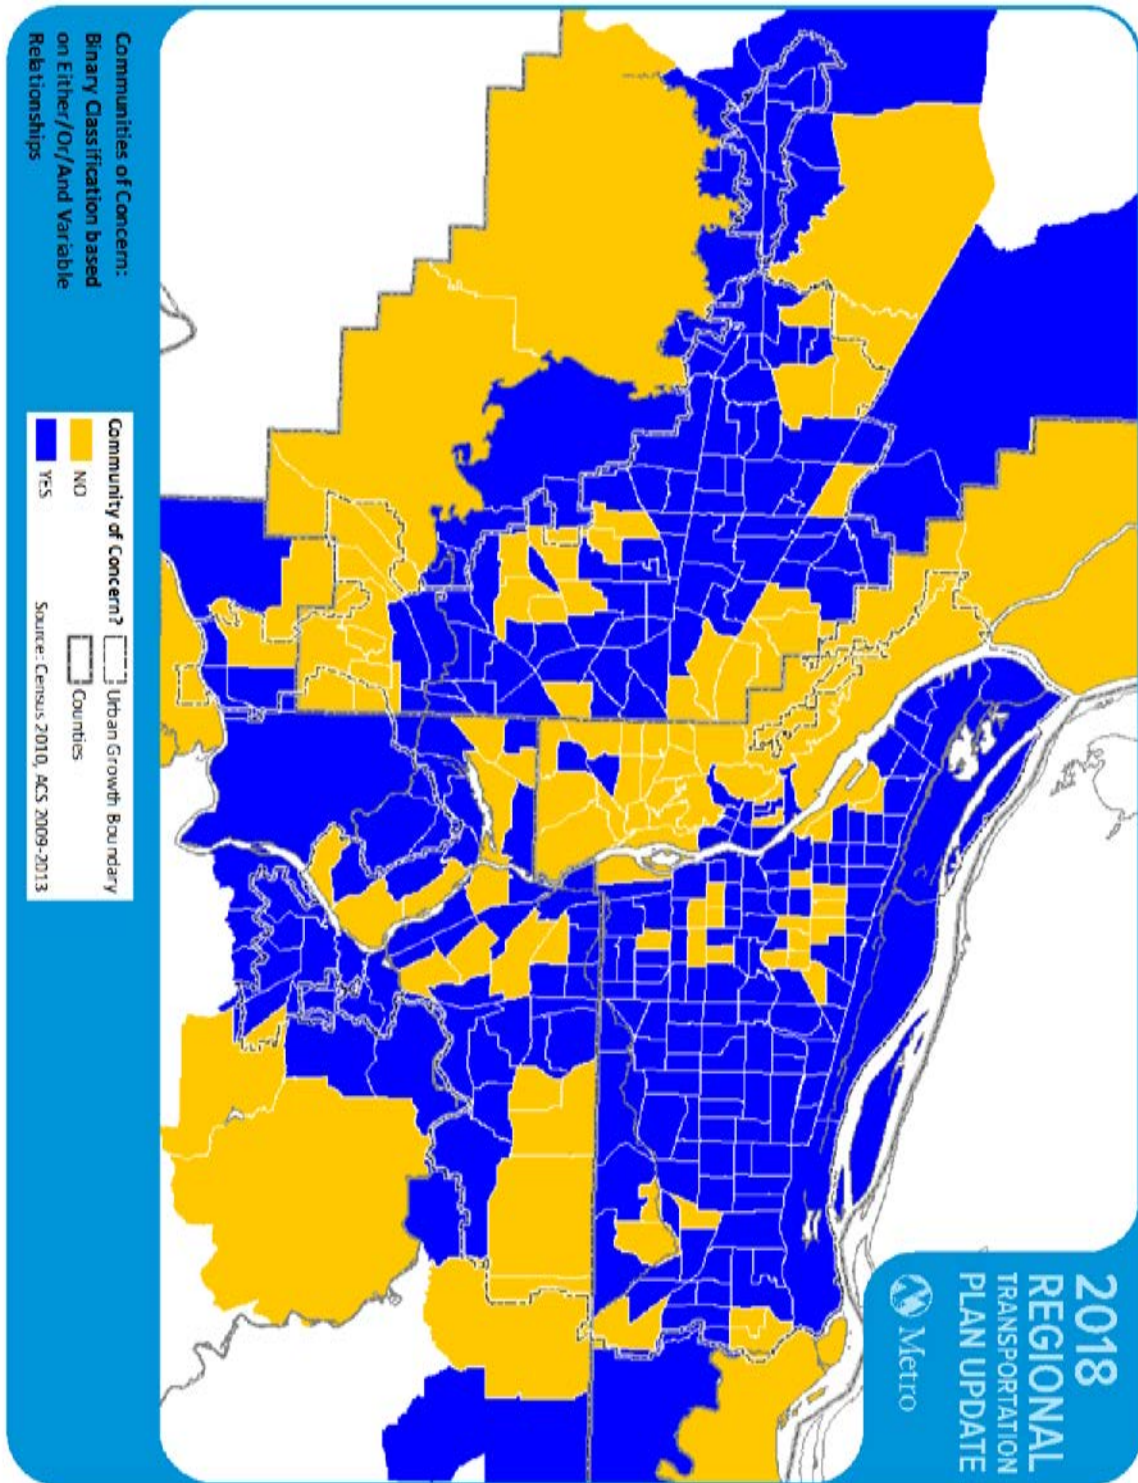 2018
REGIONAL
TRANSPORTATION
PLAN UPDATE
Metro
Communities of Concern:
Binary Classification based
on Either/Or/And Variable
Relationships
Community of Concern?
NO
YES
Urban Growth Boundary
Counties
Source: Census 2010, ACS 2009-2013